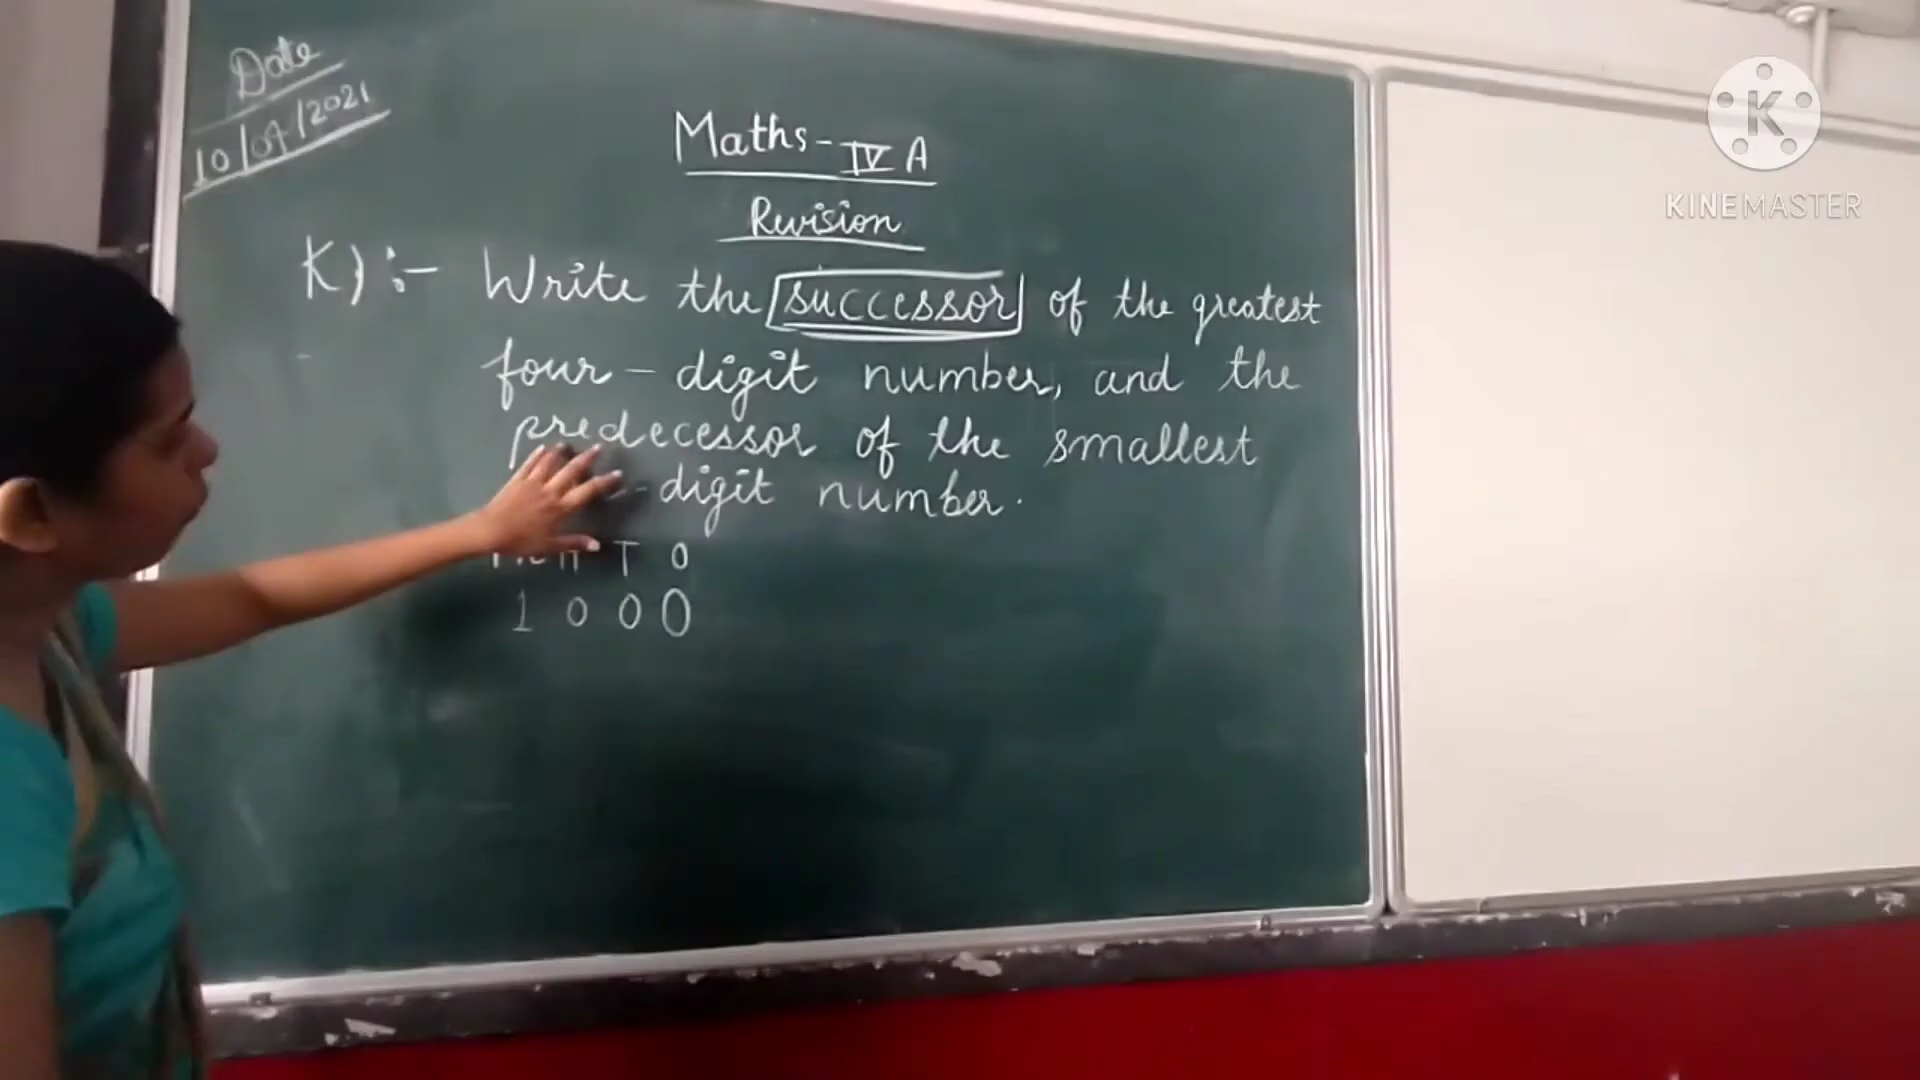 Date
10/07/2021
Maths - IV A
Revision
K) :- Write the successor of the greatest
four - digit number, and the
predecessor of the smallest
-digit number.
T O
1 0 0 0
K
KINEMASTER